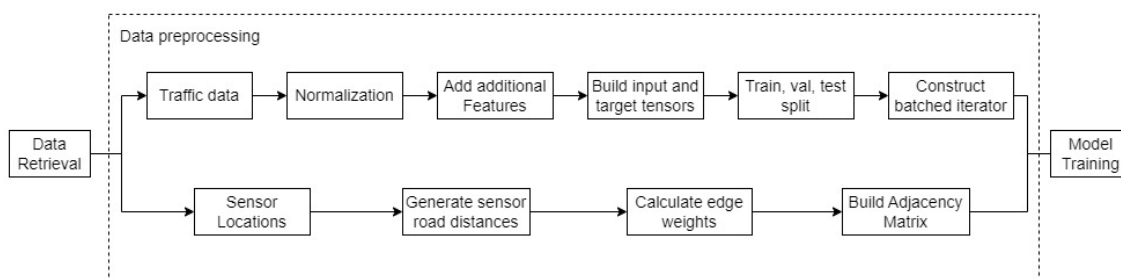 Data preprocessing
Traffic data
Normalization
Add additional
Features
Build input and
target tensors
Train, val, test
split
Construct
batched iterator
Data
Retrieval
Model
Training
Sensor
Locations
Generate sensor
road distances
Calculate edge
weights
Build Adjacency
Matrix